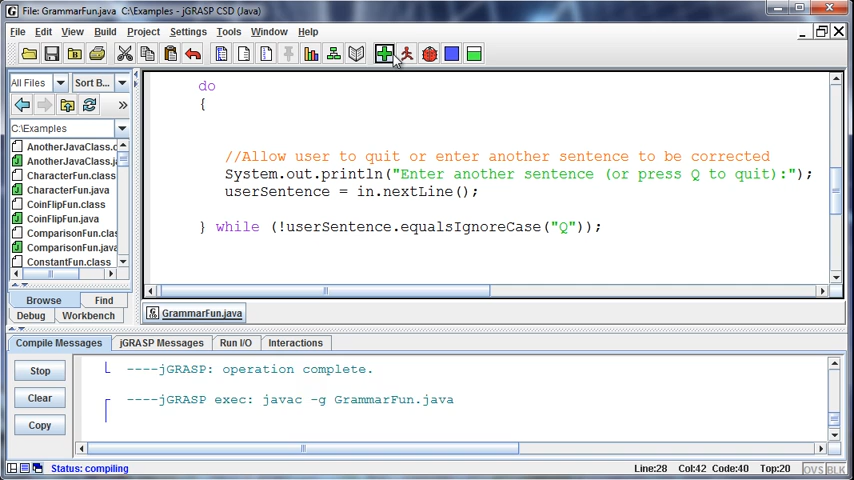 File: GrammarFun.java C:\Examples - jGRASP CSD (Java)
File Edit View Build Project Settings Tools Window Help
All Files Sort B...
C:\Examples
AnotherJavaClass.c
AnotherJavaClass.ja
CharacterFun.class
CharacterFun.java
CoinFlipFun.class
CoinFlipFun.java
ComparisonFun.clas
ComparisonFun.java
ConstantFun.class
Browse Find
Debug Workbench
do
{
//Allow user to quit or enter another sentence to be corrected
System.out.println("Enter another sentence (or press Q to quit):");
userSentence = in.nextLine();
} while (!userSentence.equalsIgnoreCase("Q"));
GrammarFun.java
Compile Messages jGRASP Messages Run I/O Interactions
Stop
Clear
Copy
----jGRASP: operation complete.
----jGRASP exec: javac -g GrammarFun.java
Status: compiling Line:28 Col:42 Code:40 Top:20 OVS BLK